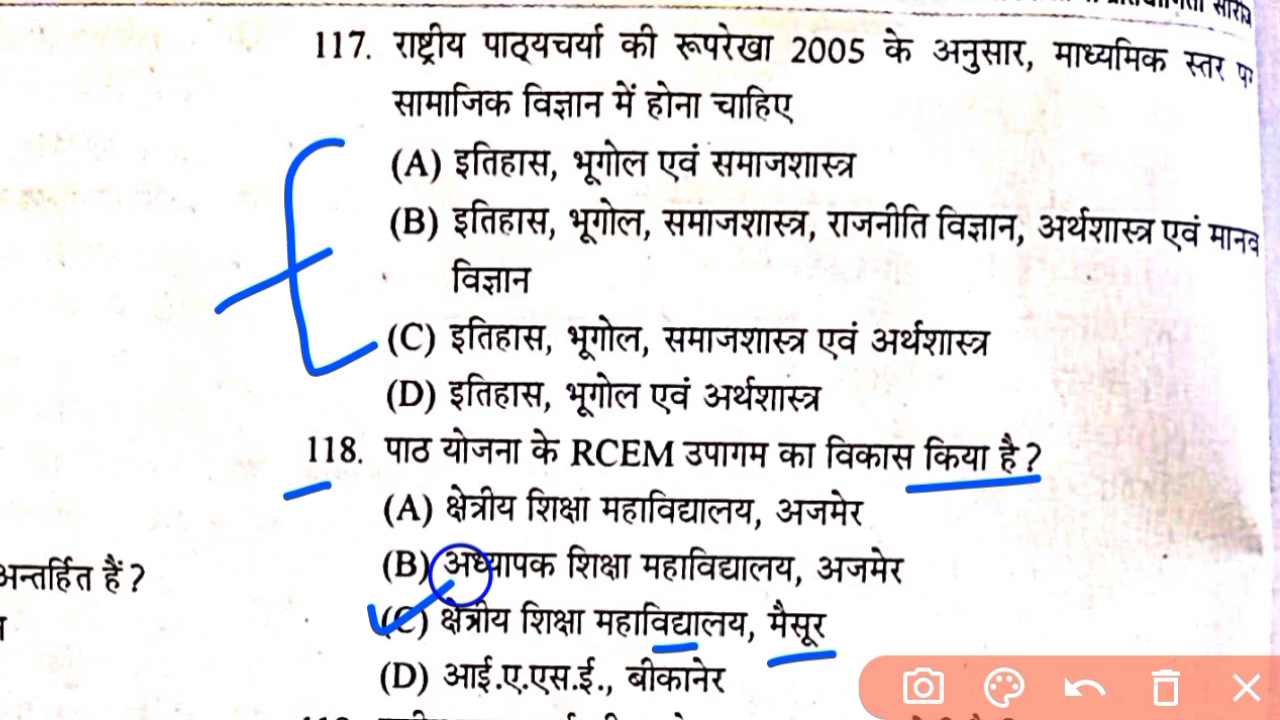 117. राष्ट्रीय पाठ्यचर्या की रूपरेखा 2005 के अनुसार, माध्यमिक स्तर पर
सामाजिक विज्ञान में होना चाहिए
(A) इतिहास, भूगोल एवं समाजशास्त्र
(B) इतिहास, भूगोल, समाजशास्त्र, राजनीति विज्ञान, अर्थशास्त्र एवं मानव
विज्ञान
(C) इतिहास, भूगोल, समाजशास्त्र एवं अर्थशास्त्र
(D) इतिहास, भूगोल एवं अर्थशास्त्र
118. पाठ योजना के RCEM उपागम का विकास किया है?
(A) क्षेत्रीय शिक्षा महाविद्यालय, अजमेर
(B) अध्यापक शिक्षा महाविद्यालय, अजमेर
अन्तर्हित हैं?
(C) क्षेत्रीय शिक्षा महाविद्यालय, मैसूर
(D) आई.ए.एस.ई., बीकानेर